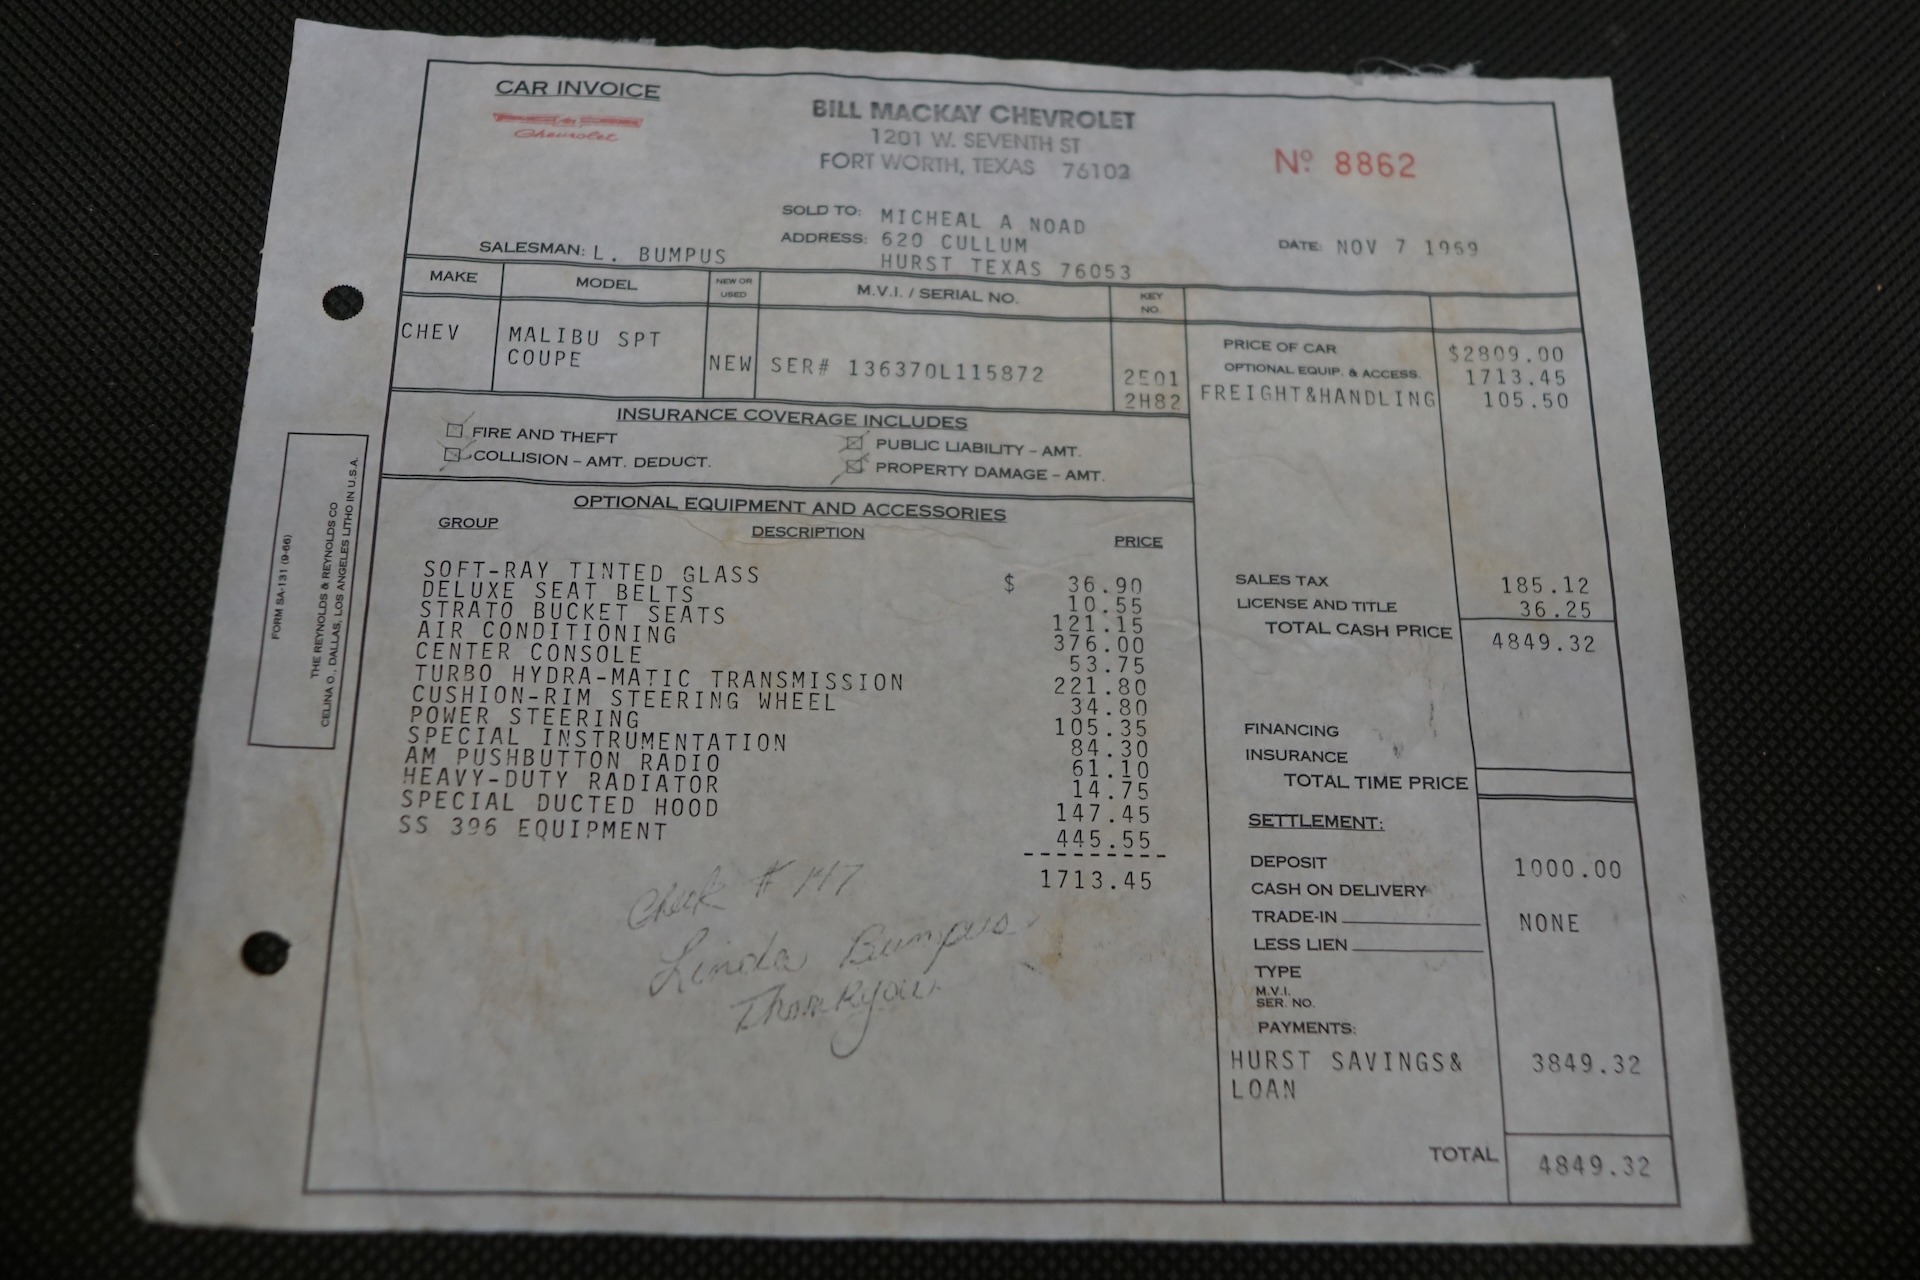 CAR INVOICE
Chevrolet
BILL MACKAY CHEVROLET
1201 W. SEVENTH ST
FORT WORTH, TEXAS 76102
Nº 8862
SOLD TO: MICHEAL A NOAD
ADDRESS: 620 CULLUM
HURST TEXAS 76053
SALESMAN: L. BUMPUS
DATE: NOV 7 1969
MAKE MODEL NEW OR USED M.V.I. / SERIAL NO. KEY NO.
CHEV MALIBU SPT
COUPE NEW SER# 136370L115872 2E01
2H82
PRICE OF CAR $2809.00
OPTIONAL EQUIP. & ACCESS. 1713.45
FREIGHT&HANDLING 105.50
INSURANCE COVERAGE INCLUDES
FIRE AND THEFT PUBLIC LIABILITY – AMT.
COLLISION – AMT. DEDUCT. PROPERTY DAMAGE – AMT.
OPTIONAL EQUIPMENT AND ACCESSORIES
GROUP DESCRIPTION PRICE
SOFT-RAY TINTED GLASS $ 36.90
DELUXE SEAT BELTS 10.55
STRATO BUCKET SEATS 121.15
AIR CONDITIONING 376.00
CENTER CONSOLE 53.75
TURBO HYDRA-MATIC TRANSMISSION 221.80
CUSHION-RIM STEERING WHEEL 34.80
POWER STEERING 105.35
SPECIAL INSTRUMENTATION 84.30
AM PUSHBUTTON RADIO 61.10
HEAVY-DUTY RADIATOR 14.75
SPECIAL DUCTED HOOD 147.45
SS 396 EQUIPMENT 445.55
1713.45
Check # 147
Linda Bumpus
Thankyou
SALES TAX 185.12
LICENSE AND TITLE 36.25
TOTAL CASH PRICE 4849.32
FINANCING
INSURANCE
TOTAL TIME PRICE
SETTLEMENT:
DEPOSIT 1000.00
CASH ON DELIVERY
TRADE-IN NONE
LESS LIEN
TYPE
M.V.I.
SER. NO.
PAYMENTS:
HURST SAVINGS& 3849.32
LOAN
TOTAL 4849.32
FORM SA-131 (9-66)
THE REYNOLDS & REYNOLDS CO
CELINA O., DALLAS, LOS ANGELES LITHO IN U.S.A.